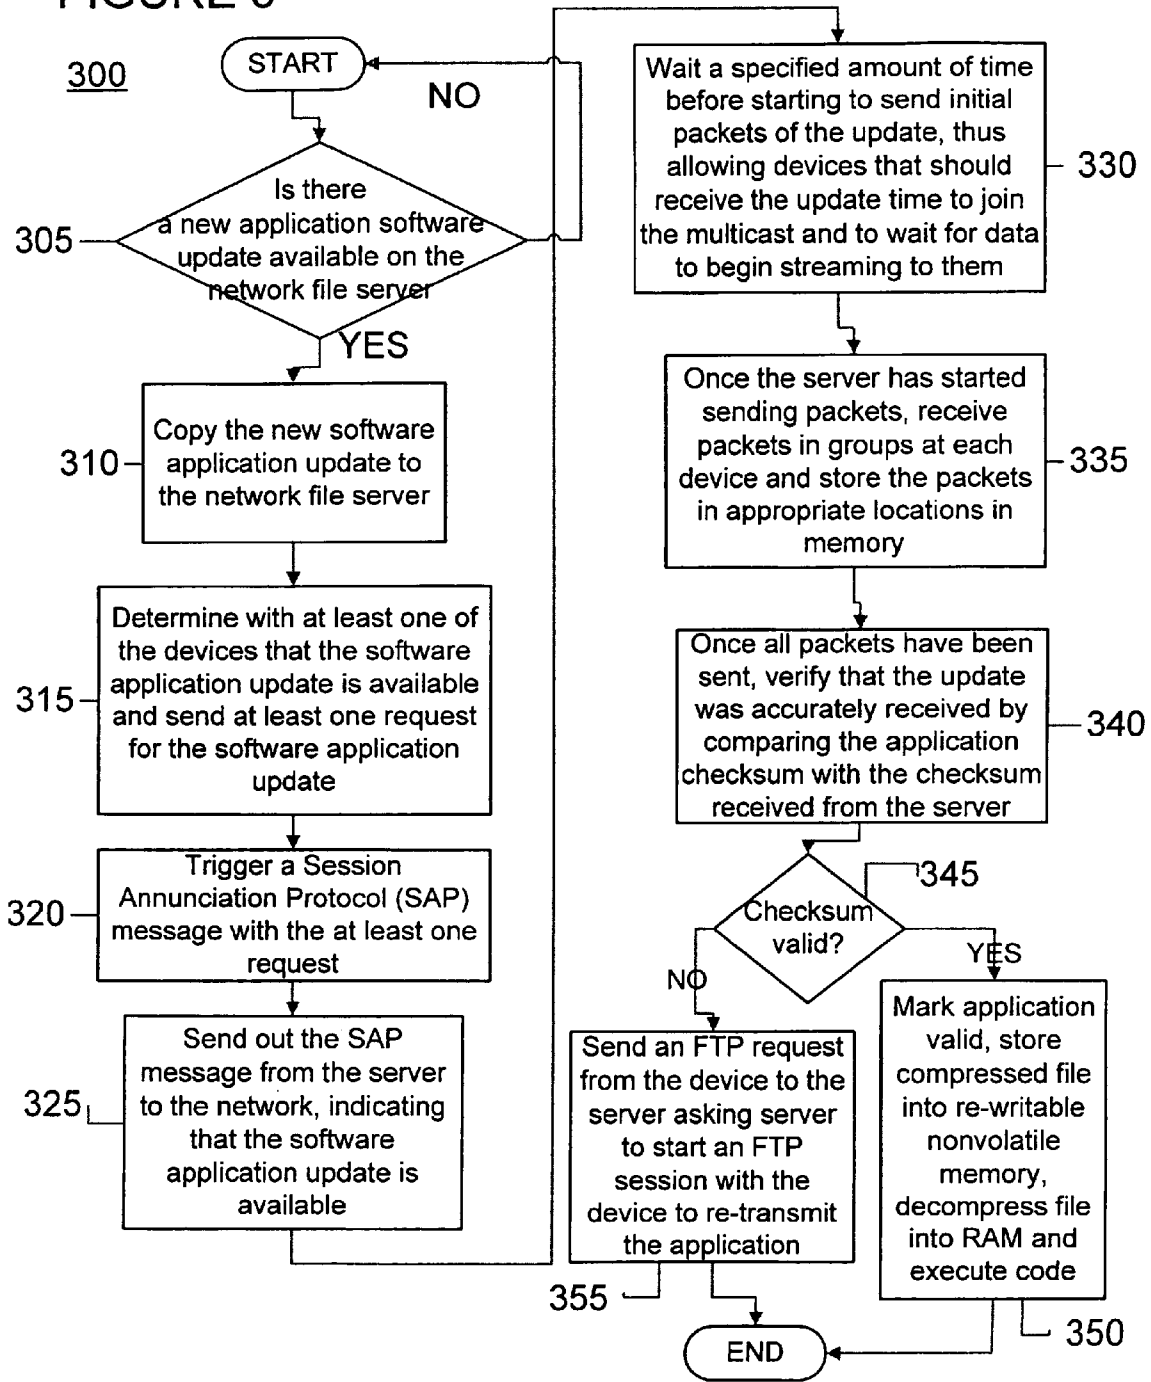 300
START
NO
Is there
a new application software
update available on the
network file server
305
YES
Copy the new software
application update to
the network file server
310
Determine with at least one of
the devices that the software
application update is available
and send at least one request
for the software application
update
315
Trigger a Session
Annunciation Protocol (SAP)
message with the at least one
request
320
Send out the SAP
message from the server
to the network, indicating
that the software
application update is
available
325
Wait a specified amount of time
before starting to send initial
packets of the update, thus
allowing devices that should
receive the update time to join
the multicast and to wait for data
to begin streaming to them
330
Once the server has started
sending packets, receive
packets in groups at each
device and store the packets
in appropriate locations in
memory
335
Once all packets have been
sent, verify that the update
was accurately received by
comparing the application
checksum with the checksum
received from the server
340
345
Checksum
valid?
NO
YES
Send an FTP request
from the device to the
server asking server
to start an FTP
session with the
device to re-transmit
the application
355
Mark application
valid, store
compressed file
into re-writable
nonvolatile
memory,
decompress file
into RAM and
execute code
350
END